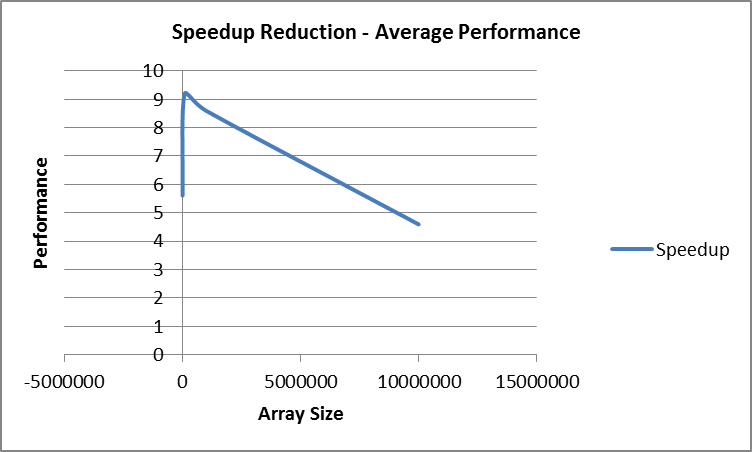 Speedup Reduction - Average Performance
10
9
8
7
6
5
4
3
2
1
0
Performance
-5000000 0 5000000 10000000 15000000
Array Size
Speedup